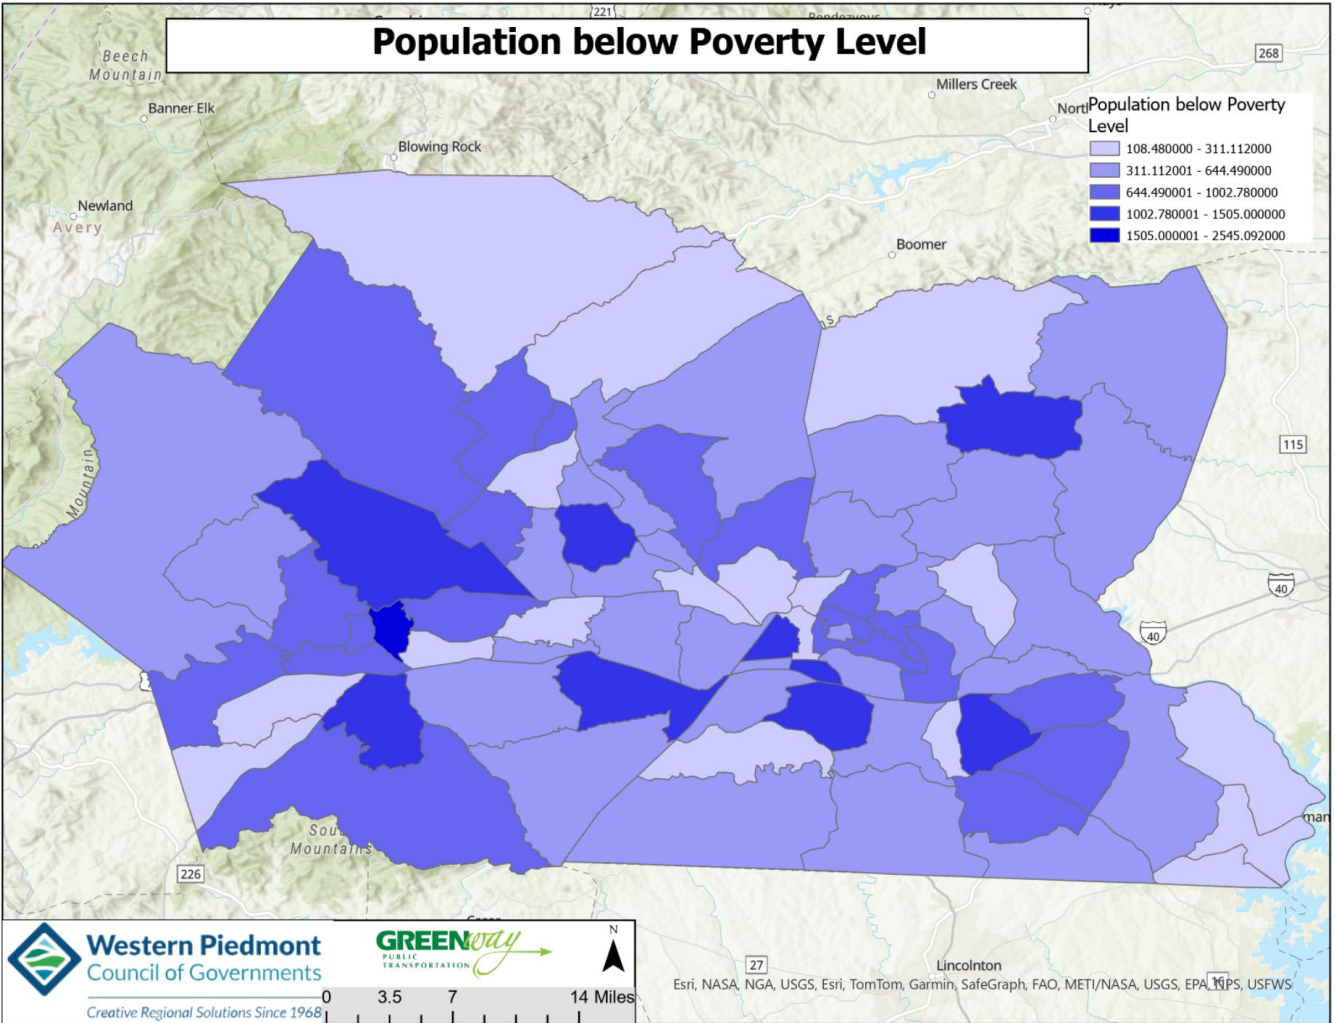 221
Population below Poverty Level
Beech
Mountain
268
Millers Creek
Banner Elk
North
Population below Poverty
Level
108.480000 - 311.112000
311.112001 - 644.490000
644.490001 - 1002.780000
1002.780001 - 1505.000000
1505.000001 - 2545.092000
Blowing Rock
Newland
Avery
Boomer
115
Mountain
40
40
South
Mountains
226
Western Piedmont
Council of Governments
Creative Regional Solutions Since 1968
GREENway
PUBLIC
TRANSPORTATION
N
0 3.5 7 14 Miles
27
Lincolnton
16
Esri, NASA, NGA, USGS, Esri, TomTom, Garmin, SafeGraph, FAO, METI/NASA, USGS, EPA, NPS, USFWS